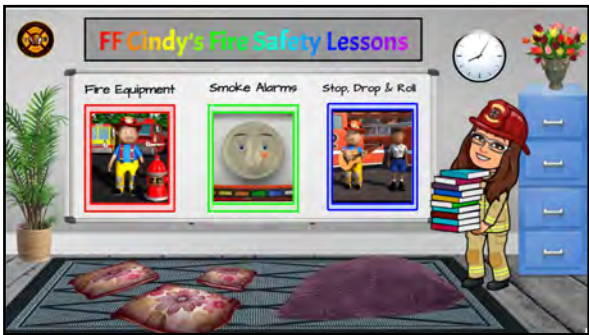 FF Cindy's Fire Safety Lessons
Fire Equipment
Smoke Alarms
Stop, Drop & Roll